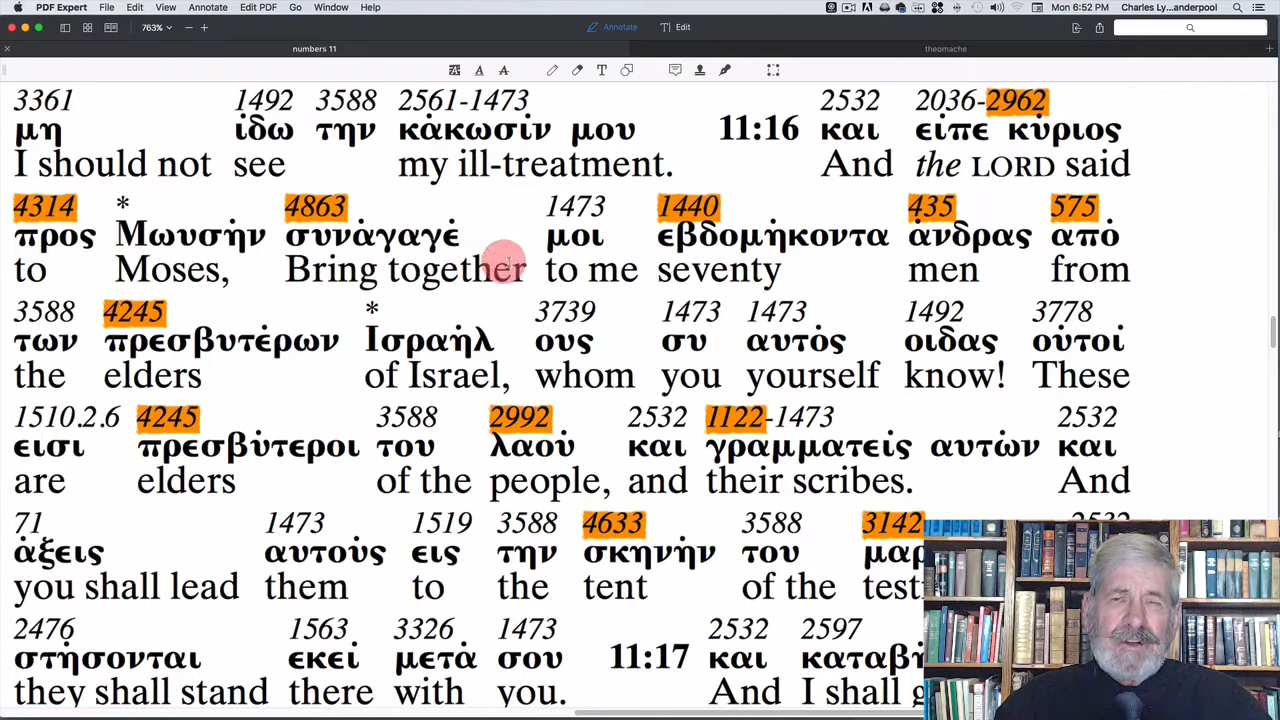 PDF Expert File Edit View Annotate Edit PDF Go Window Help Mon 6:52 PM Charles Ly...anderpool
763% Annotate Edit
numbers 11 theomache
3361 1492 3588 2561-1473 2532 2036-2962
μη ίδω την κάκωσίν μου 11:16 και είπε κύριος
I should not see my ill-treatment. And the LORD said
4314 * 4863 1473 1440 435 575
προς Μωυσήν συνάγαγέ μοι εβδομήκοντα άνδρας από
to Moses, Bring together to me seventy men from
3588 4245 * 3739 1473 1473 1492 3778
των πρεσβυτέρων Ισραήλ ους συ αυτός οιδας ούτοί
the elders of Israel, whom you yourself know! These
1510.2.6 4245 3588 2992 2532 1122-1473 2532
εισι πρεσβύτεροι του λαού και γραμματείς αυτών και
are elders of the people, and their scribes. And
71 1473 1519 3588 4633 3588 3142 2532
άξεις αυτούς εις την σκηνήν του μαρ
you shall lead them to the tent of the testi
2476 1563 3326 1473 2532 2597
στήσονται εκεί μετά σου 11:17 και καταβή
they shall stand there with you. And I shall g